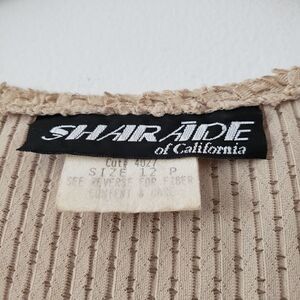 SHARĀDE
of California
Cut# 4027
SIZE 12 P
SEE REVERSE FOR FIBER
CONTENT & CARE